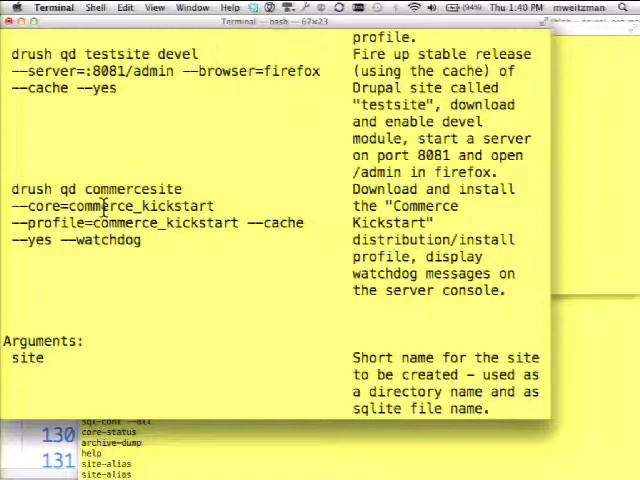 Terminal Shell Edit View Window Help (94%) Thu 1:40 PM mweitzman
Terminal — bash — 67×23
profile.
drush qd testsite devel Fire up stable release
--server=:8081/admin --browser=firefox (using the cache) of
--cache --yes Drupal site called
"testsite", download
and enable devel
module, start a server
on port 8081 and open
/admin in firefox.
drush qd commercesite Download and install
--core=commerce_kickstart the "Commerce
--profile=commerce_kickstart --cache Kickstart"
--yes --watchdog distribution/install
profile, display
watchdog messages on
the server console.
Arguments:
site Short name for the site
to be created – used as
a directory name and as
sqlite file name.
sql-conf --all
130 core-status
archive-dump
help
131 site-alias
site-alias